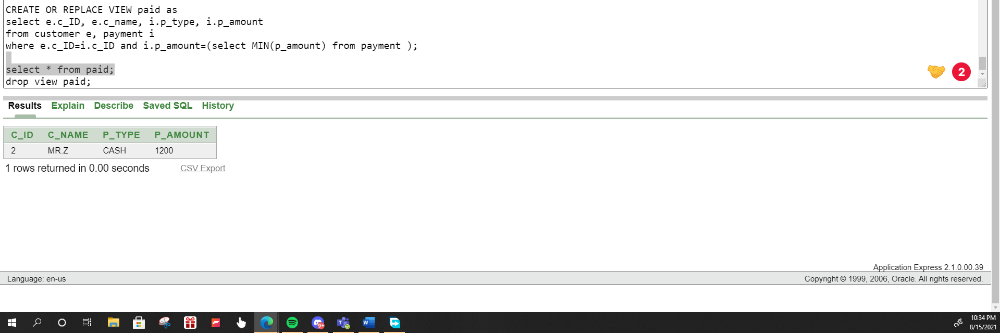 CREATE OR REPLACE VIEW paid as
select e.c_ID, e.c_name, i.p_type, i.p_amount
from customer e, payment i
where e.c_ID=i.c_ID and i.p_amount=(select MIN(p_amount) from payment );
select * from paid;
drop view paid;
2
Results Explain Describe Saved SQL History
C_ID C_NAME P_TYPE P_AMOUNT
2 MR.Z CASH 1200
1 rows returned in 0.00 seconds CSV Export
Application Express 2.1.0.00.39
Language: en-us Copyright © 1999, 2006, Oracle. All rights reserved.
9+
T
W
10:34 PM
8/15/2021